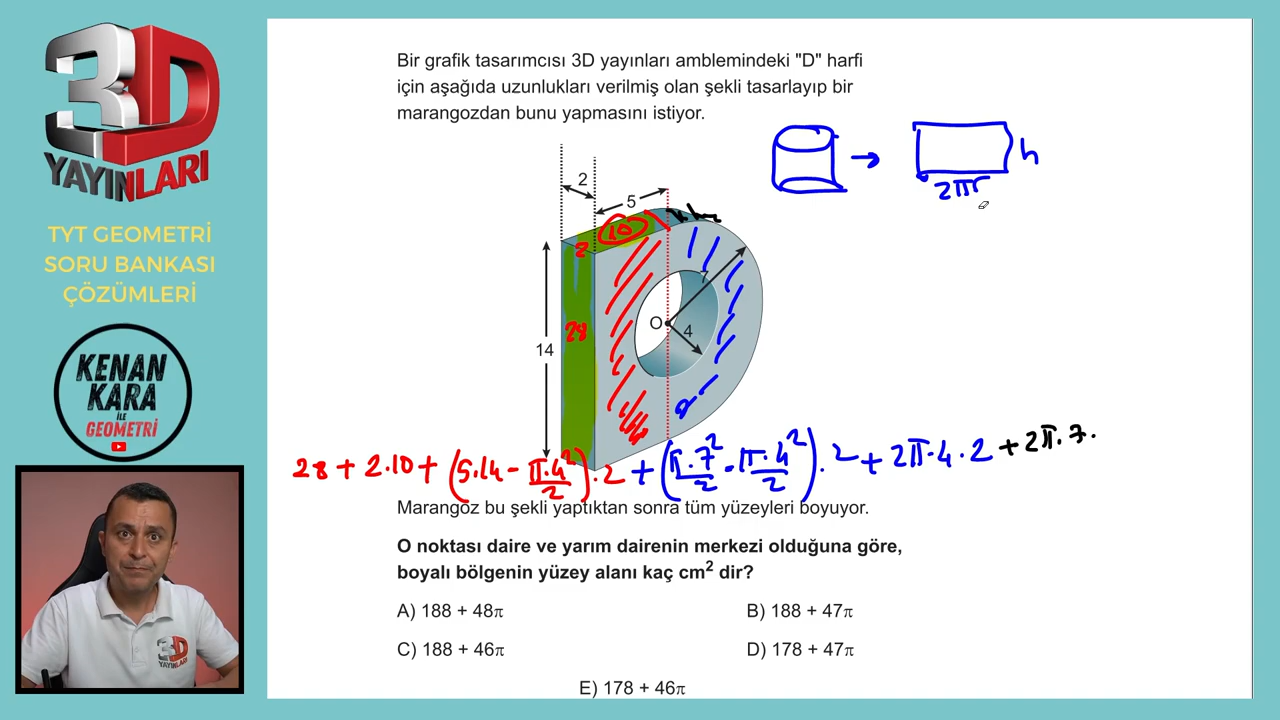 3D
YAYINLARI
TYT GEOMETRİ
SORU BANKASI
ÇÖZÜMLERİ
KENAN
KARA
İLE
GEOMETRİ
3D
YAYINLARI
Bir grafik tasarımcısı 3D yayınları amblemindeki "D" harfi
için aşağıda uzunlukları verilmiş olan şekli tasarlayıp bir
marangozdan bunu yapmasını istiyor.
h
2πr
2
5
10
2
7
28
O
4
14
28 + 2.10 + (5.14 - π.4²/2).2 + (π.7²/2 - π.4²/2).2 + 2π.4.2 + 2π.7.
Marangoz bu şekli yaptıktan sonra tüm yüzeyleri boyuyor.
O noktası daire ve yarım dairenin merkezi olduğuna göre,
boyalı bölgenin yüzey alanı kaç cm² dir?
A) 188 + 48π
B) 188 + 47π
C) 188 + 46π
D) 178 + 47π
E) 178 + 46π